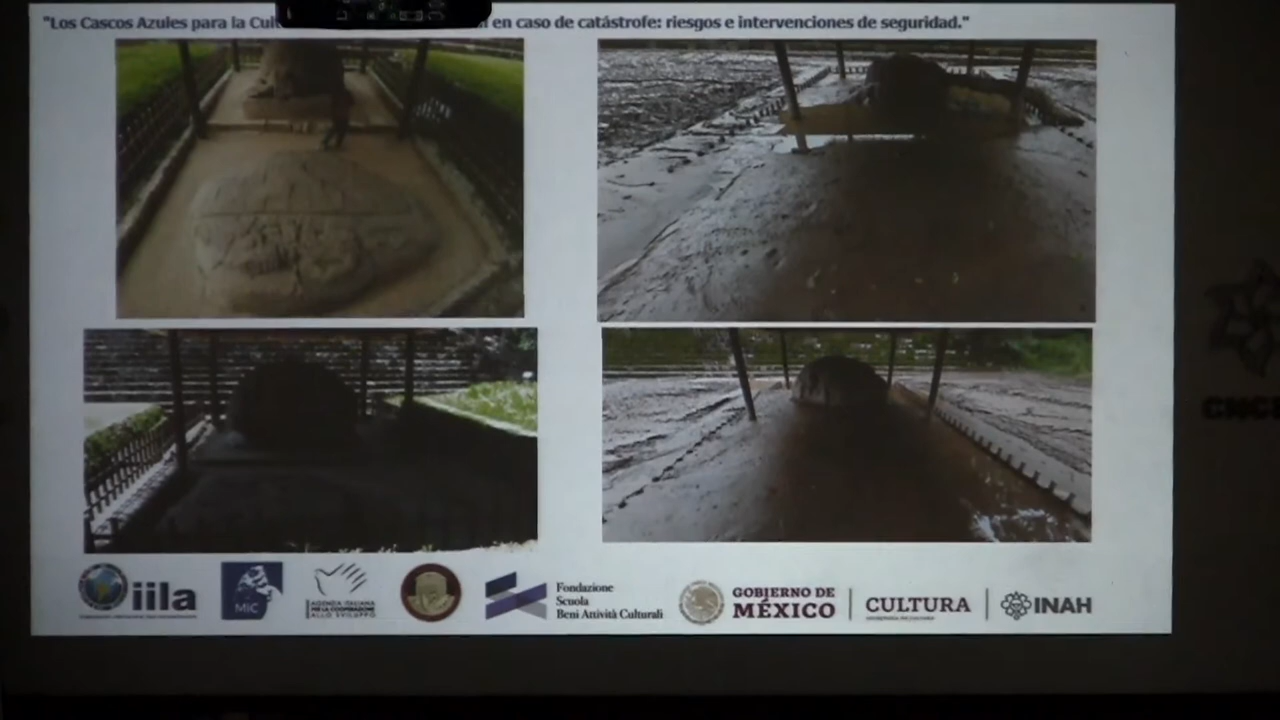 "Los Cascos Azules para la Cul
en caso de catástrofe: riesgos e intervenciones de seguridad."
iila
MiC
AGENZIA ITALIANA
PER LA COOPERAZIONE
ALLO SVILUPPO
Fondazione
Scuola
Beni Attività Culturali
GOBIERNO DE
MÉXICO
CULTURA
INAH